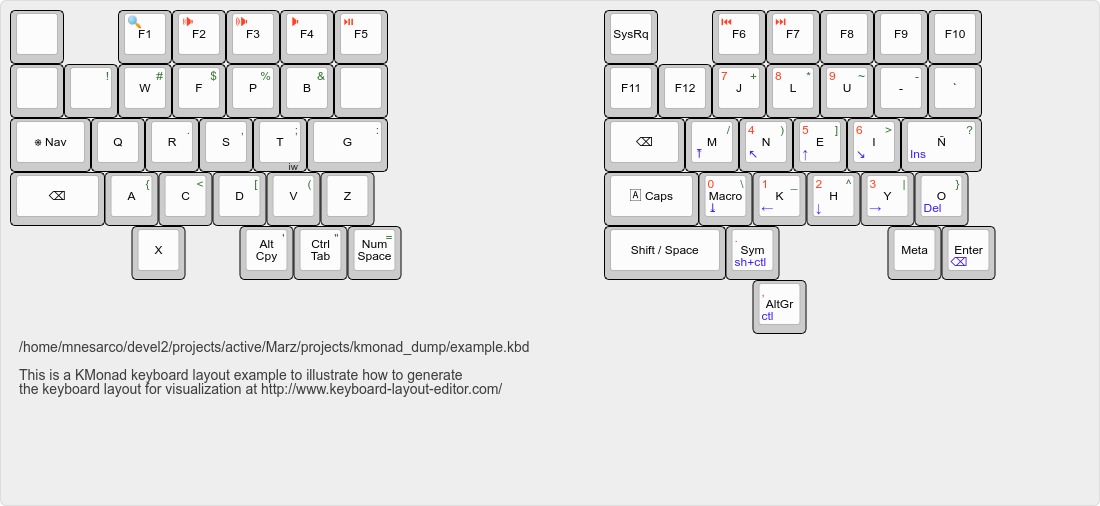 🔍 F1 🕩 F2 🕪 F3 🕨 F4 ⏯ F5 SysRq ⏮ F6 ⏭ F7 F8 F9 F10
! W # F $ P % B & F11 F12 7 J + 8 L * 9 U ~ - - `
⎈ Nav Q R . S , T ; iw G : ⌫ M / ⤒ 4 N ) ↖ 5 E ] ↑ 6 I > ↘ Ñ ? Ins
⌫ A { C < D [ V ( Z 🄰 Caps 0 Macro \ ⤓ 1 K _ ← 2 H ^ ↓ 3 Y | → O } Del
X Alt Cpy ' Ctrl Tab " Num Space = Shift / Space . Sym sh+ctl Meta Enter ⌫
, AltGr ctl
/home/mnesarco/devel2/projects/active/Marz/projects/kmonad_dump/example.kbd
This is a KMonad keyboard layout example to illustrate how to generate
the keyboard layout for visualization at http://www.keyboard-layout-editor.com/